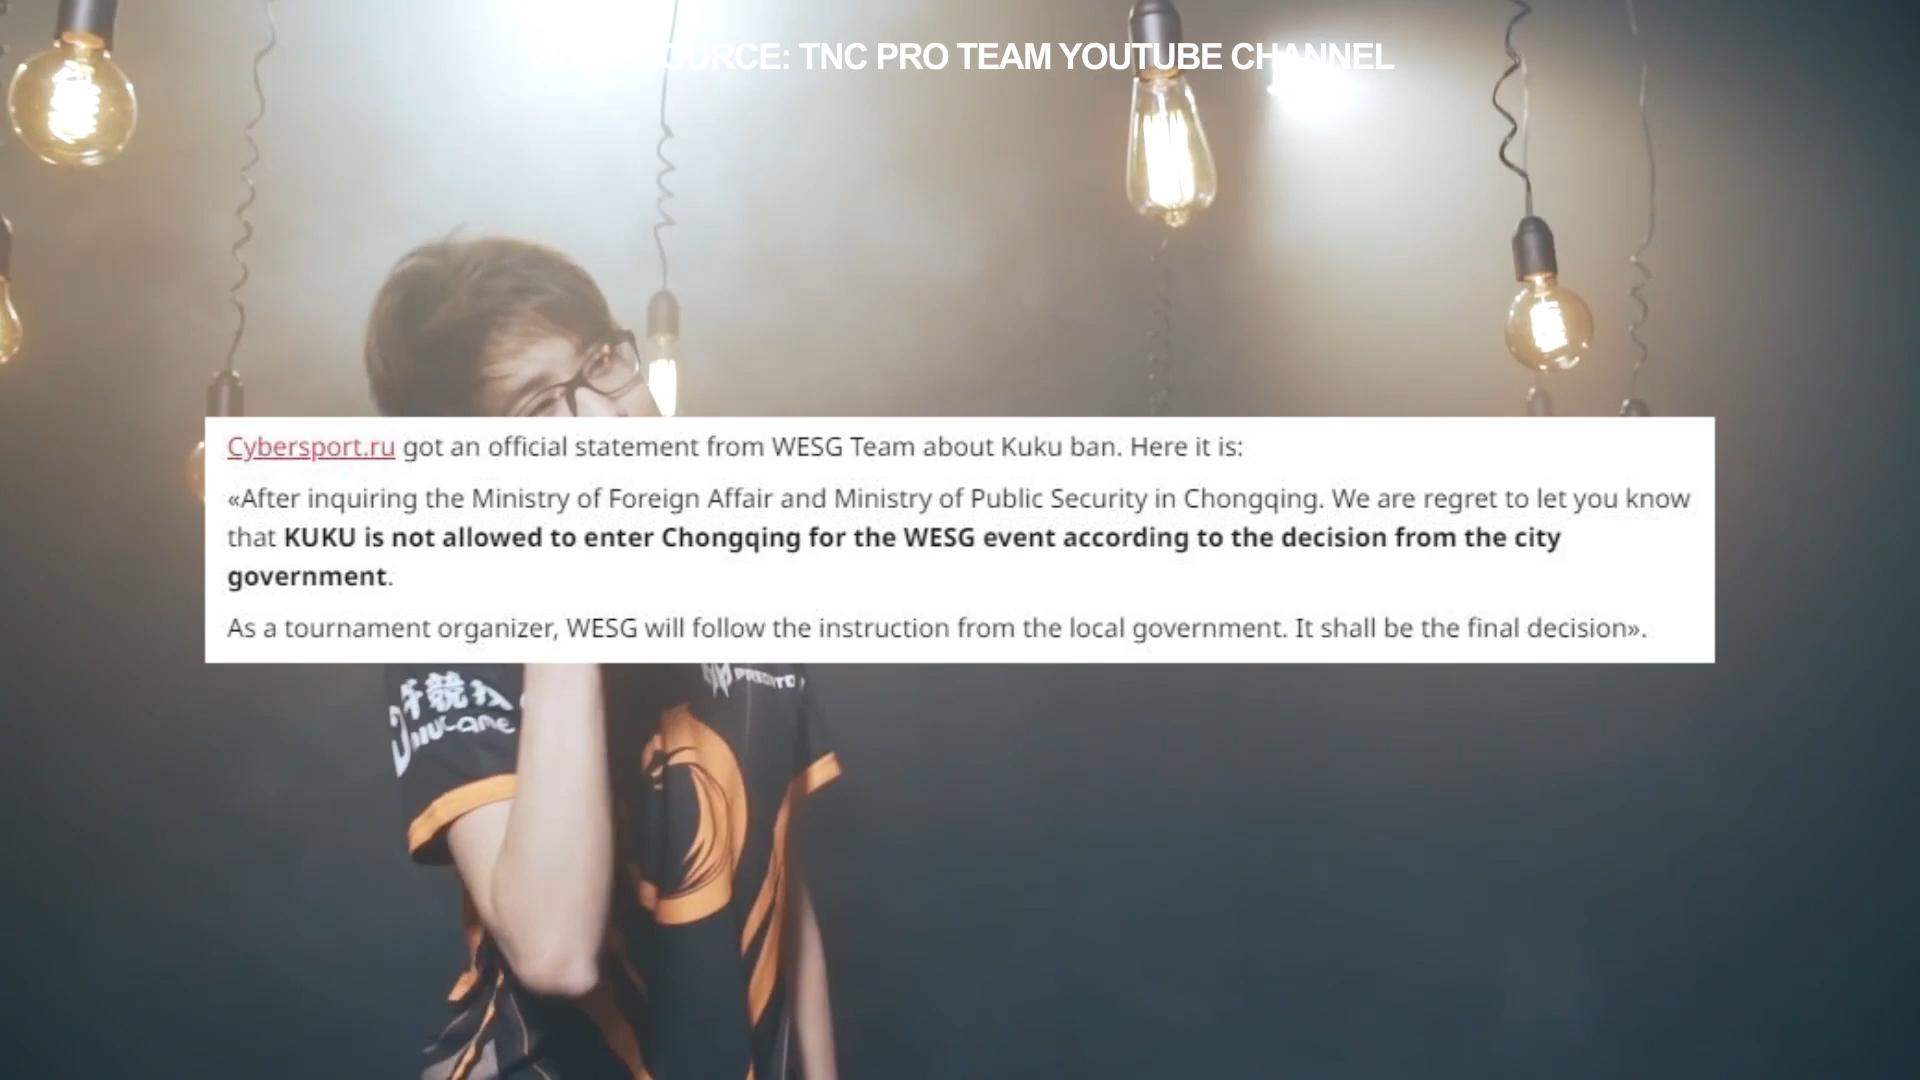 SOURCE: TNC PRO TEAM YOUTUBE CHANNEL
Cybersport.ru got an official statement from WESG Team about Kuku ban. Here it is:
«After inquiring the Ministry of Foreign Affair and Ministry of Public Security in Chongqing. We are regret to let you know
that KUKU is not allowed to enter Chongqing for the WESG event according to the decision from the city
government.
As a tournament organizer, WESG will follow the instruction from the local government. It shall be the final decision».